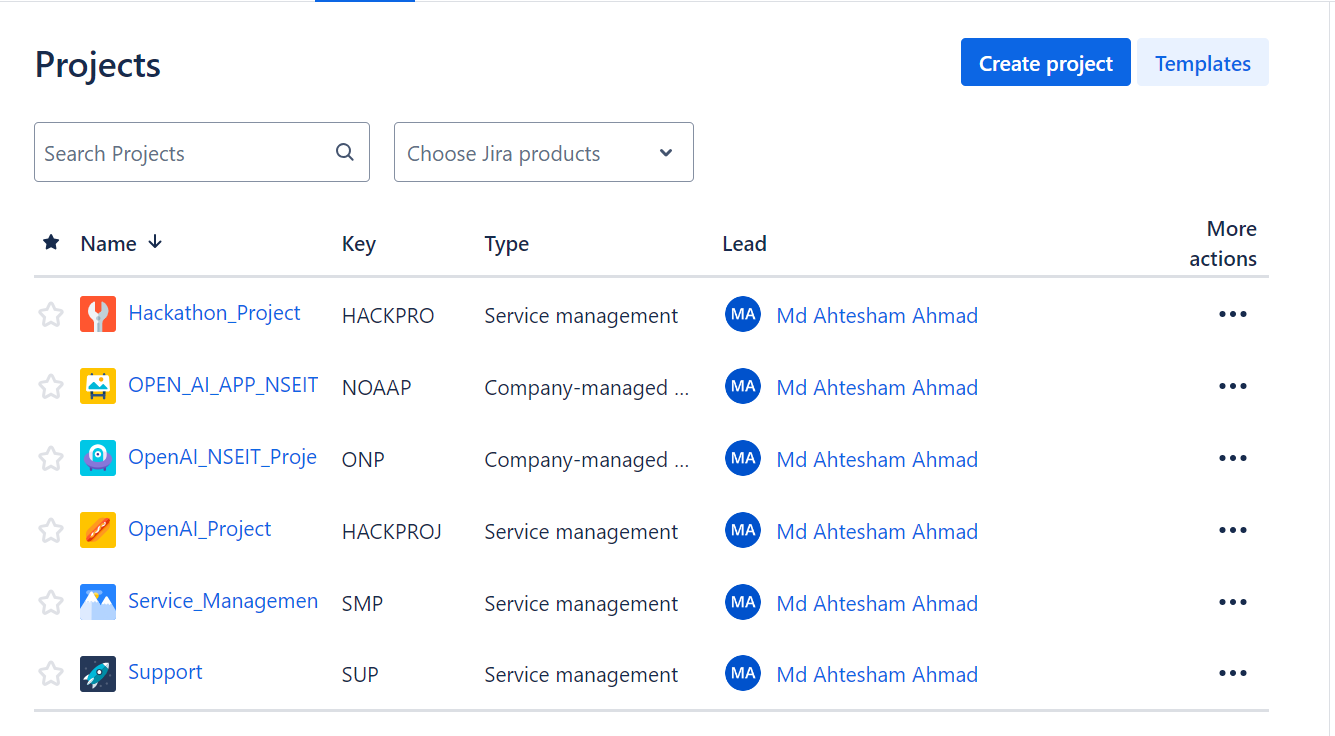 Projects
Create project
Templates
Search Projects
Choose Jira products
Name Key Type Lead More actions
Hackathon_Project HACKPRO Service management MA Md Ahtesham Ahmad
OPEN_AI_APP_NSEIT NOAAP Company-managed ... MA Md Ahtesham Ahmad
OpenAI_NSEIT_Proje ONP Company-managed ... MA Md Ahtesham Ahmad
OpenAI_Project HACKPROJ Service management MA Md Ahtesham Ahmad
Service_Managemen SMP Service management MA Md Ahtesham Ahmad
Support SUP Service management MA Md Ahtesham Ahmad